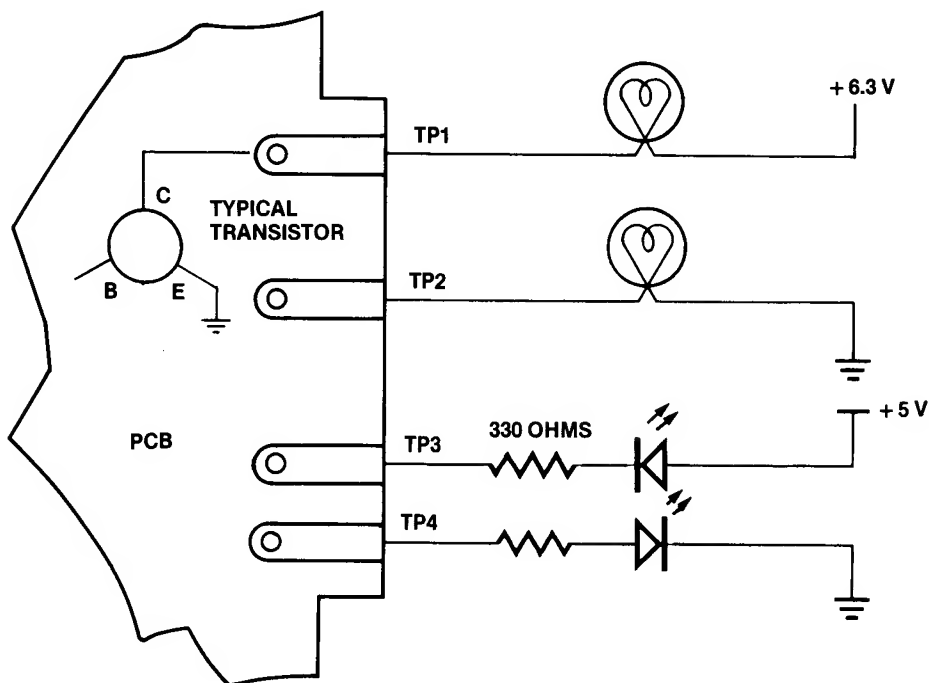 TP1
+ 6.3 V
C
TYPICAL
TRANSISTOR
B
E
TP2
+ 5 V
PCB
TP3
330 OHMS
TP4